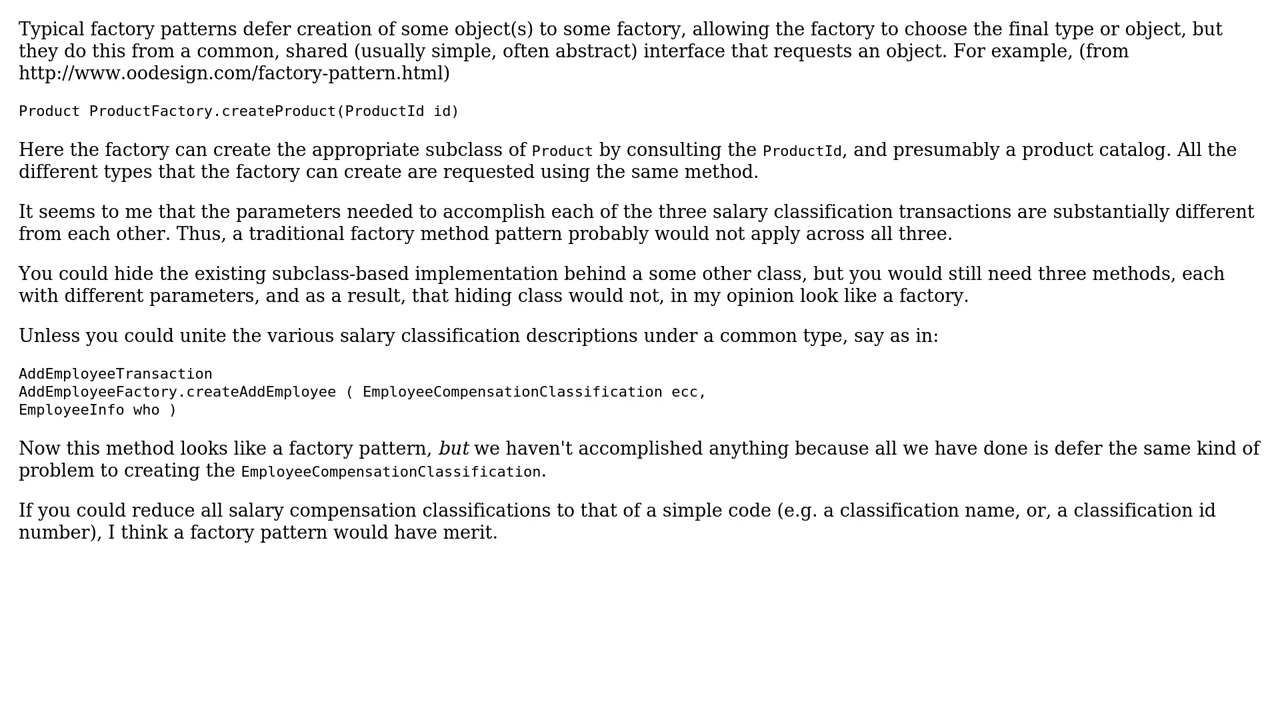 Typical factory patterns defer creation of some object(s) to some factory, allowing the factory to choose the final type or object, but
they do this from a common, shared (usually simple, often abstract) interface that requests an object. For example, (from
http://www.oodesign.com/factory-pattern.html)
Product ProductFactory.createProduct(ProductId id)
Here the factory can create the appropriate subclass of Product by consulting the ProductId, and presumably a product catalog. All the
different types that the factory can create are requested using the same method.
It seems to me that the parameters needed to accomplish each of the three salary classification transactions are substantially different
from each other. Thus, a traditional factory method pattern probably would not apply across all three.
You could hide the existing subclass-based implementation behind a some other class, but you would still need three methods, each
with different parameters, and as a result, that hiding class would not, in my opinion look like a factory.
Unless you could unite the various salary classification descriptions under a common type, say as in:
AddEmployeeTransaction
AddEmployeeFactory.createAddEmployee ( EmployeeCompensationClassification ecc,
EmployeeInfo who )
Now this method looks like a factory pattern, but we haven't accomplished anything because all we have done is defer the same kind of
problem to creating the EmployeeCompensationClassification.
If you could reduce all salary compensation classifications to that of a simple code (e.g. a classification name, or, a classification id
number), I think a factory pattern would have merit.